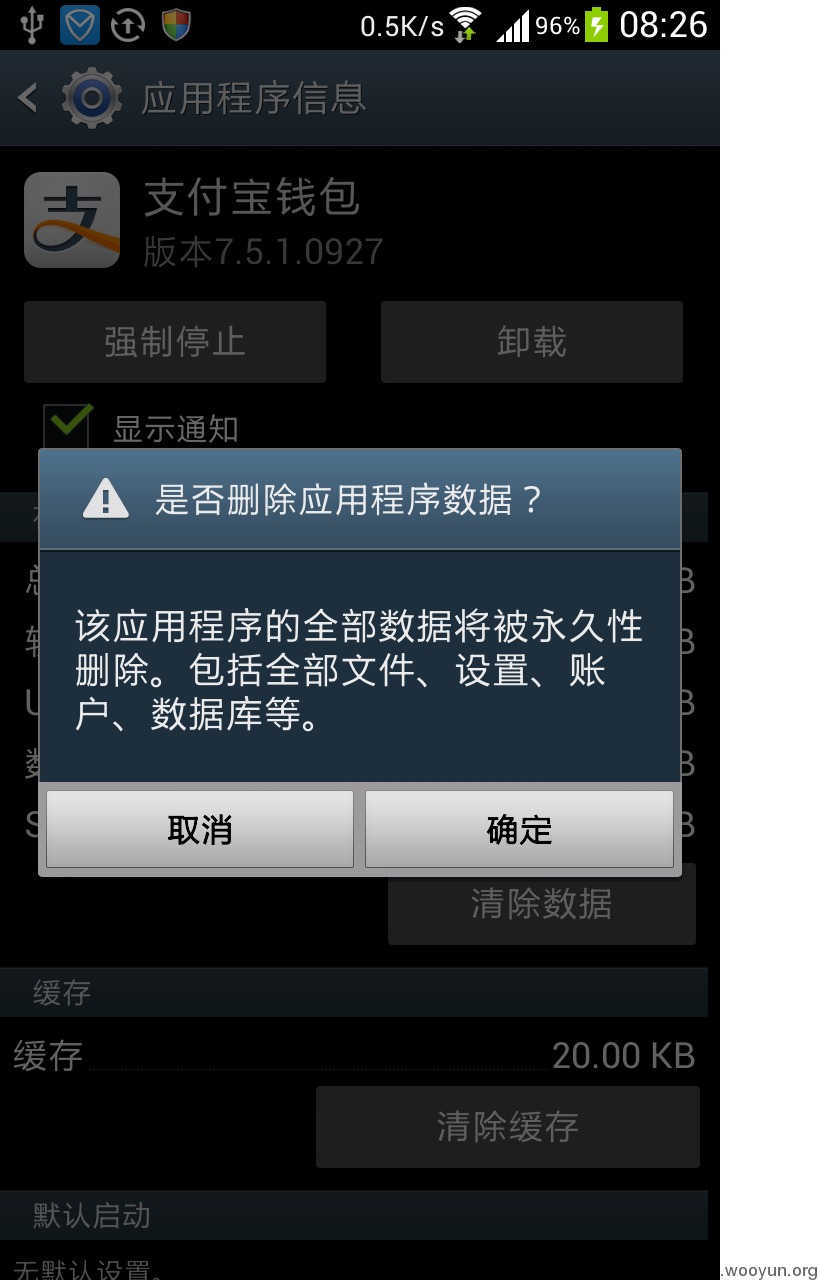 0.5K/s 96% 08:26
应用程序信息
支付宝钱包
版本7.5.1.0927
强制停止 卸载
显示通知
是否删除应用程序数据？
该应用程序的全部数据将被永久性
删除。包括全部文件、设置、账
户、数据库等。
取消 确定
清除数据
缓存
缓存 20.00 KB
清除缓存
默认启动
无默认设置。
.wooyun.org